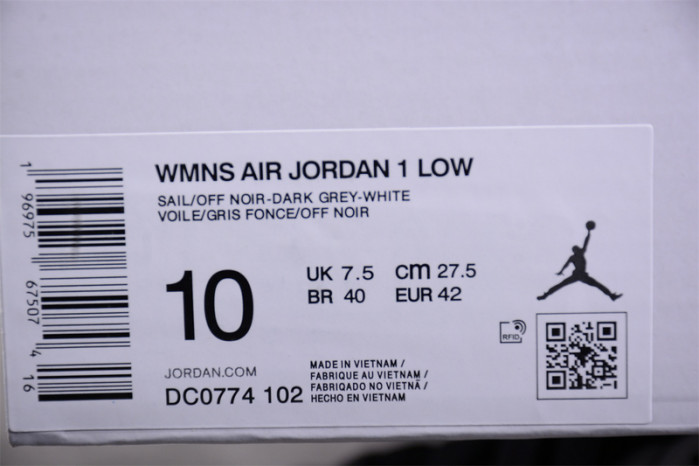 WMNS AIR JORDAN 1 LOW
SAIL/OFF NOIR-DARK GREY-WHITE
VOILE/GRIS FONCE/OFF NOIR
10
UK 7.5 cm 27.5
BR 40 EUR 42
RFID
JORDAN.COM
DC0774 102
MADE IN VIETNAM /
FABRIQUE AU VIETNAM /
FABRIQADO NO VIETNÃ /
HECHO EN VIETNAM
1 96975 67507 4 16